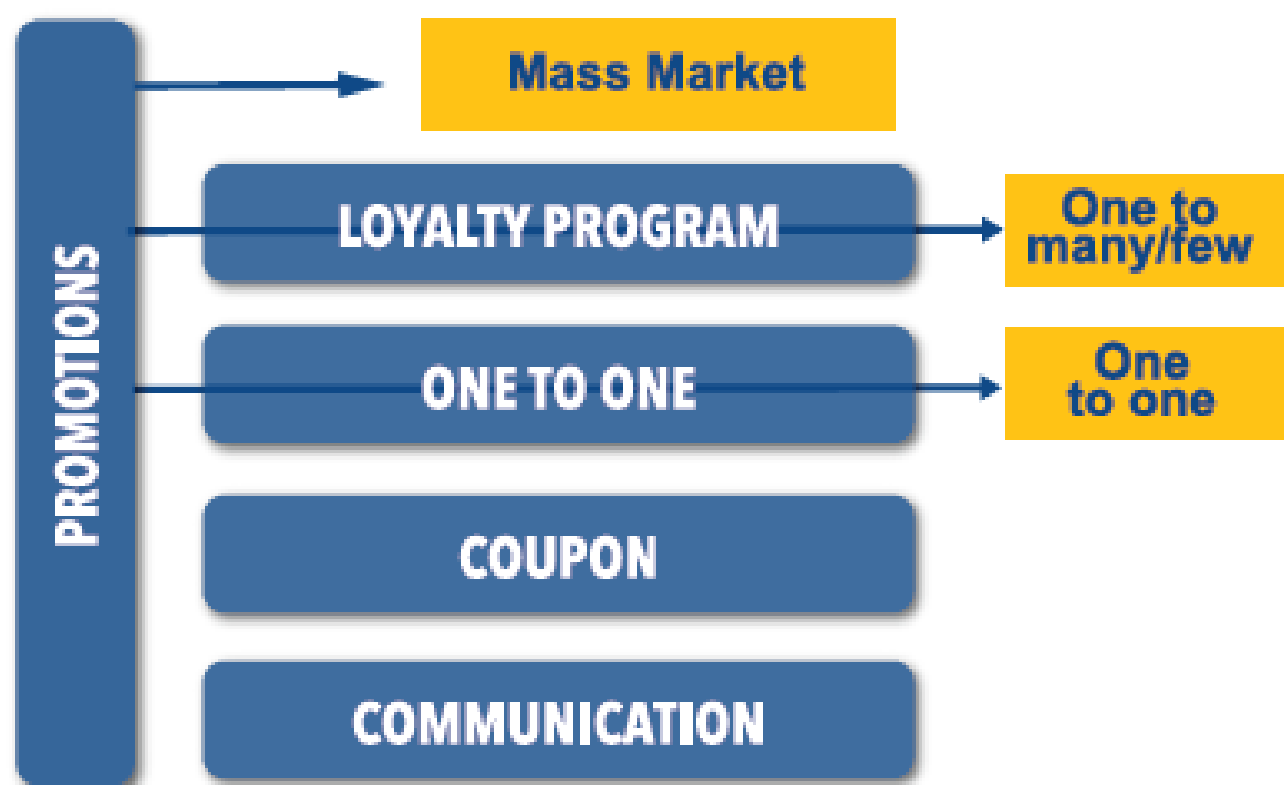 PROMOTIONS
Mass Market
LOYALTY PROGRAM
One to
many/few
ONE TO ONE
One
to one
COUPON
COMMUNICATION